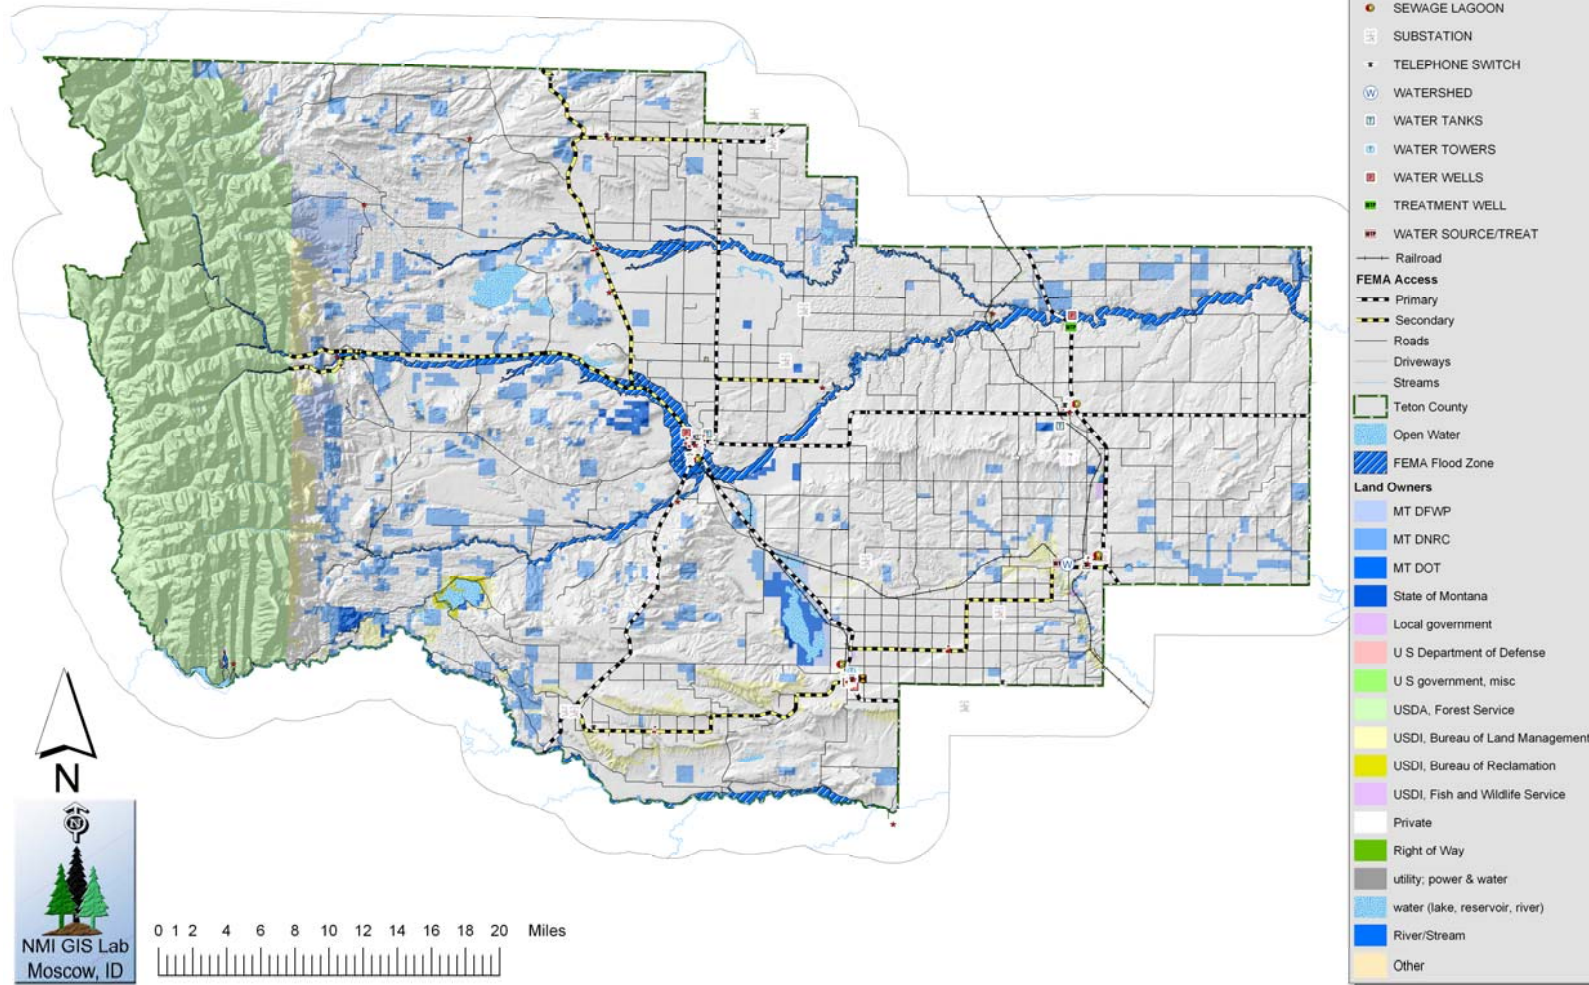 SEWAGE LAGOON
SUBSTATION
TELEPHONE SWITCH
W WATERSHED
T WATER TANKS
T WATER TOWERS
WATER WELLS
WTP TREATMENT WELL
WTP WATER SOURCE/TREAT
Railroad
FEMA Access
Primary
Secondary
Roads
Driveways
Streams
Teton County
Open Water
FEMA Flood Zone
Land Owners
MT DFWP
MT DNRC
MT DOT
State of Montana
Local government
U S Department of Defense
U S government, misc
USDA, Forest Service
USDI, Bureau of Land Management
USDI, Bureau of Reclamation
USDI, Fish and Wildlife Service
Private
Right of Way
utility; power & water
water (lake, reservoir, river)
River/Stream
Other
W
N
N
NMI GIS Lab
Moscow, ID
0 1 2 4 6 8 10 12 14 16 18 20 Miles